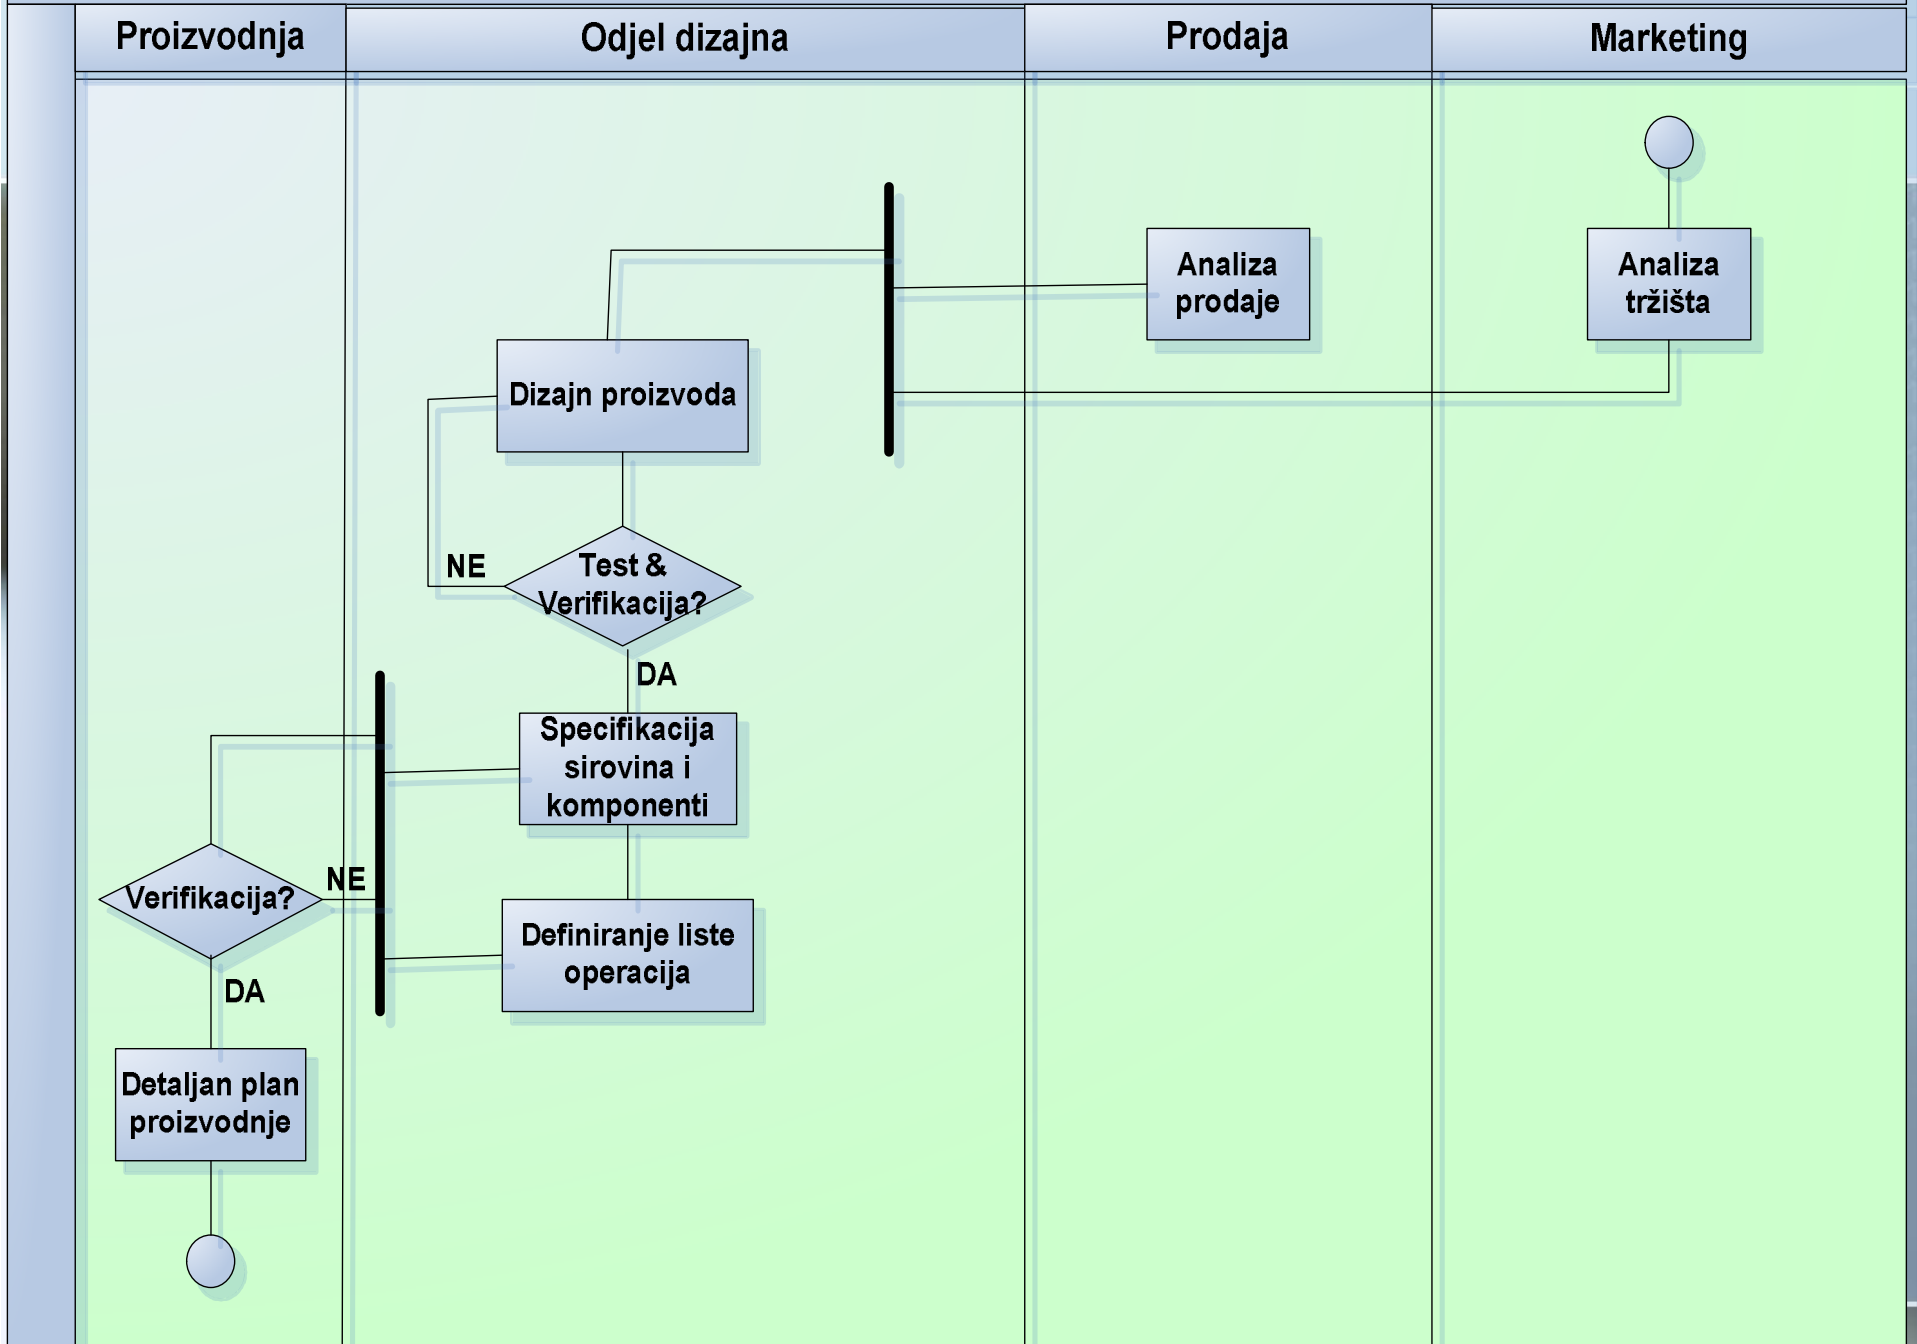 Proizvodnja
Odjel dizajna
Prodaja
Marketing
Analiza
prodaje
Analiza
tržišta
Dizajn proizvoda
NE
Test &
Verifikacija?
DA
Specifikacija
sirovina i
komponenti
Verifikacija?
NE
Definiranje liste
operacija
DA
Detaljan plan
proizvodnje